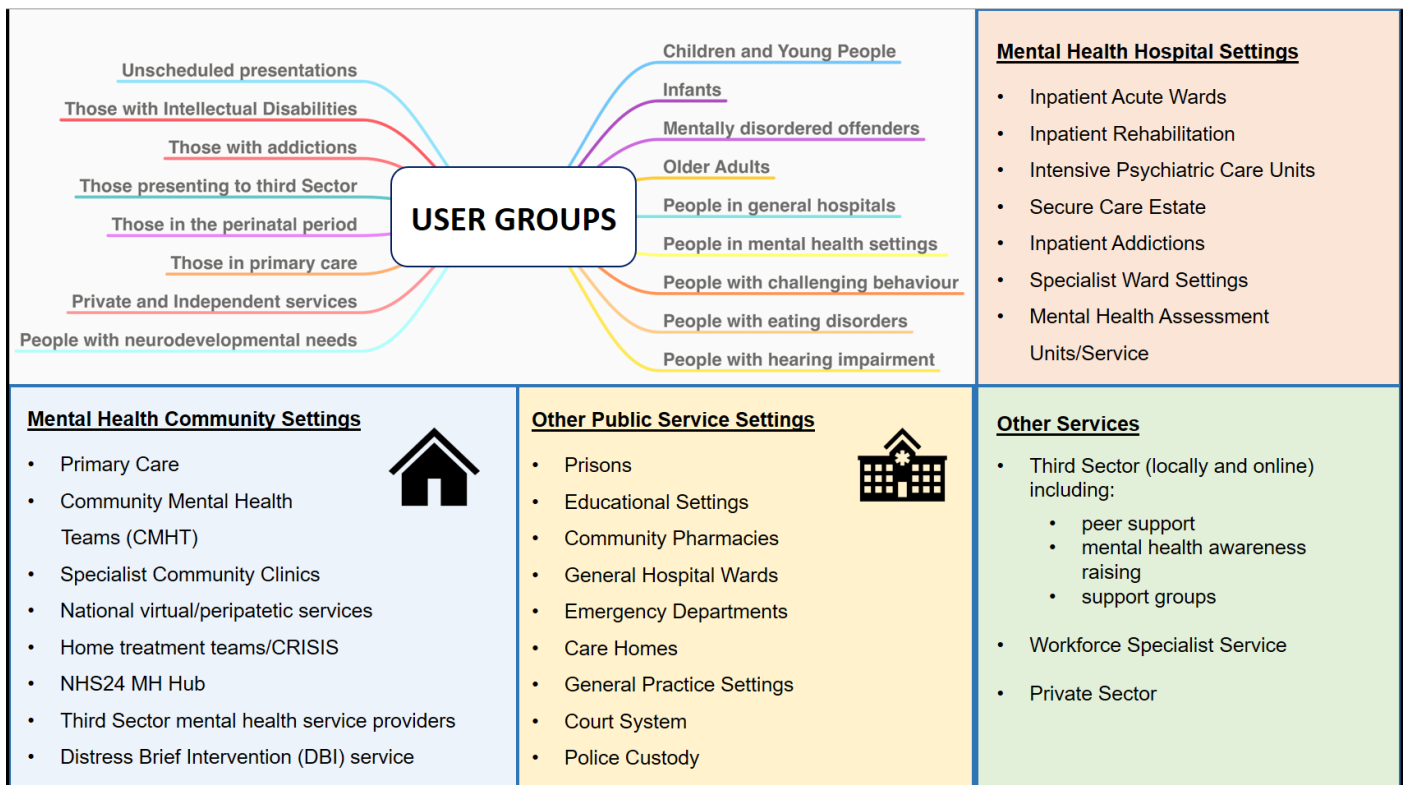 Unscheduled presentations
Those with Intellectual Disabilities
Those with addictions
Those presenting to third Sector
Those in the perinatal period
Those in primary care
Private and Independent services
People with neurodevelopmental needs
USER GROUPS
Children and Young People
Infants
Mentally disordered offenders
Older Adults
People in general hospitals
People in mental health settings
People with challenging behaviour
People with eating disorders
People with hearing impairment
Mental Health Hospital Settings
• Inpatient Acute Wards
• Inpatient Rehabilitation
• Intensive Psychiatric Care Units
• Secure Care Estate
• Inpatient Addictions
• Specialist Ward Settings
• Mental Health Assessment
Units/Service
Mental Health Community Settings
• Primary Care
• Community Mental Health
Teams (CMHT)
• Specialist Community Clinics
• National virtual/peripatetic services
• Home treatment teams/CRISIS
• NHS24 MH Hub
• Third Sector mental health service providers
• Distress Brief Intervention (DBI) service
Other Public Service Settings
• Prisons
• Educational Settings
• Community Pharmacies
• General Hospital Wards
• Emergency Departments
• Care Homes
• General Practice Settings
• Court System
• Police Custody
Other Services
• Third Sector (locally and online)
including:
• peer support
• mental health awareness
raising
• support groups
• Workforce Specialist Service
• Private Sector